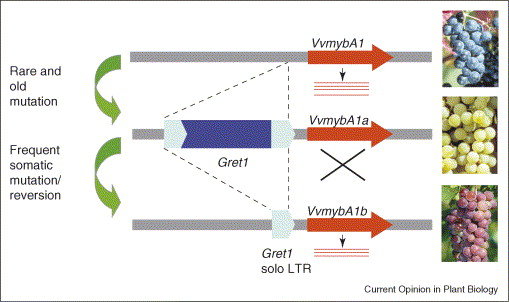 VvmybA1
Rare and
old
mutation
VvmybA1a
Gret1
Frequent
somatic
mutation/
reversion
VvmybA1b
Gret1
solo LTR
Current Opinion in Plant Biology